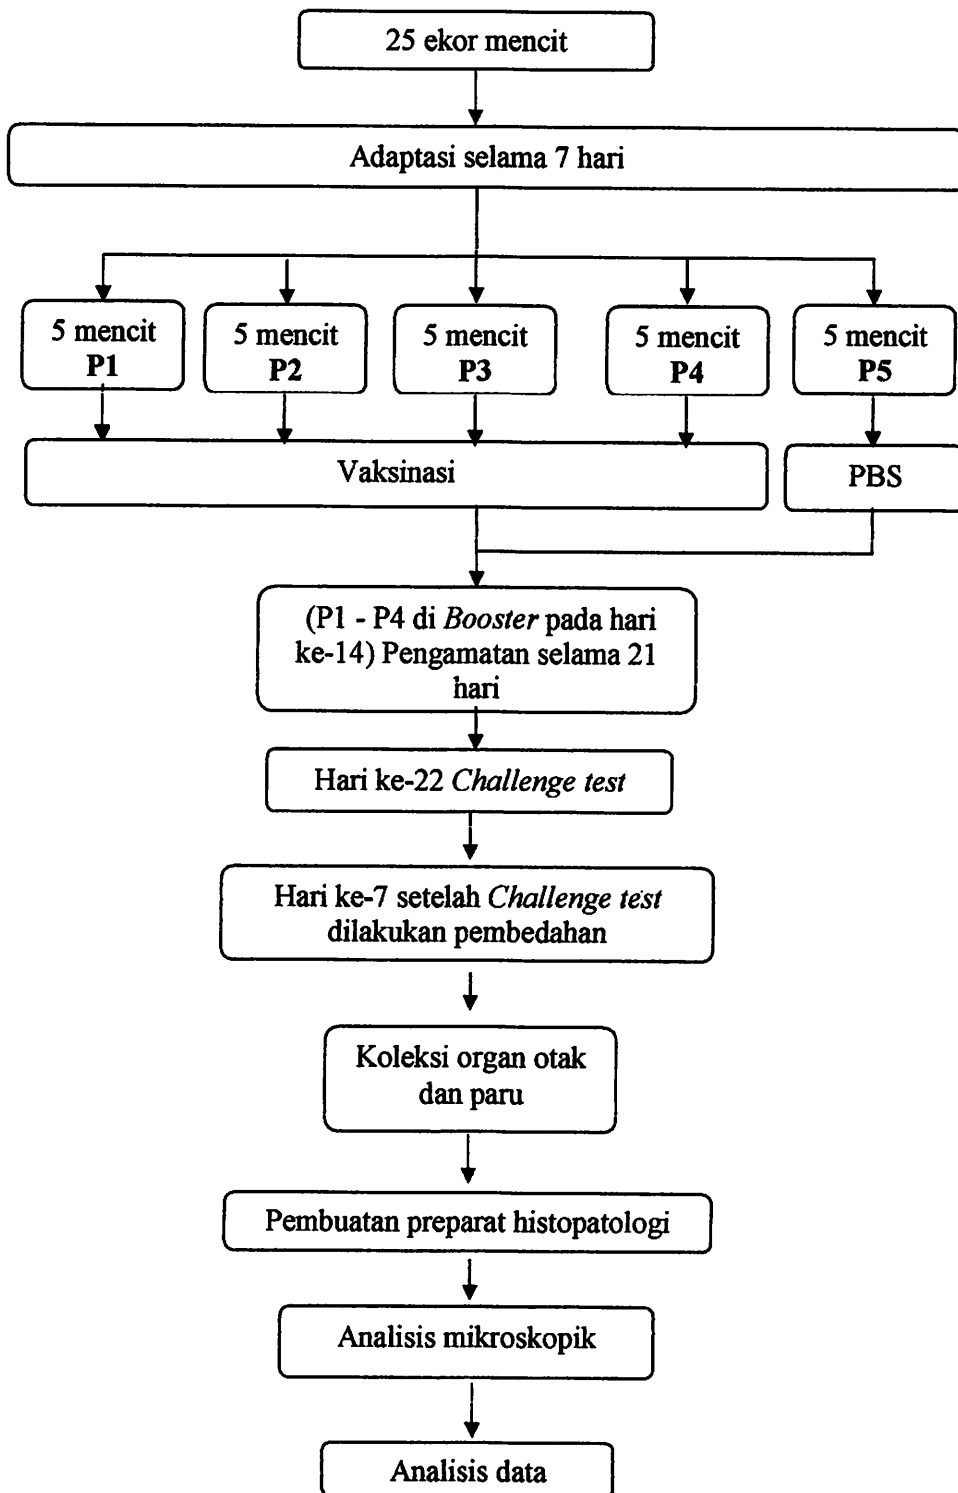 25 ekor mencit
Adaptasi selama 7 hari
5 mencit
P1
5 mencit
P2
5 mencit
P3
5 mencit
P4
5 mencit
P5
Vaksinasi
PBS
(P1 - P4 di Booster pada hari
ke-14) Pengamatan selama 21
hari
Hari ke-22 Challenge test
Hari ke-7 setelah Challenge test
dilakukan pembedahan
Koleksi organ otak
dan paru
Pembuatan preparat histopatologi
Analisis mikroskopik
Analisis data